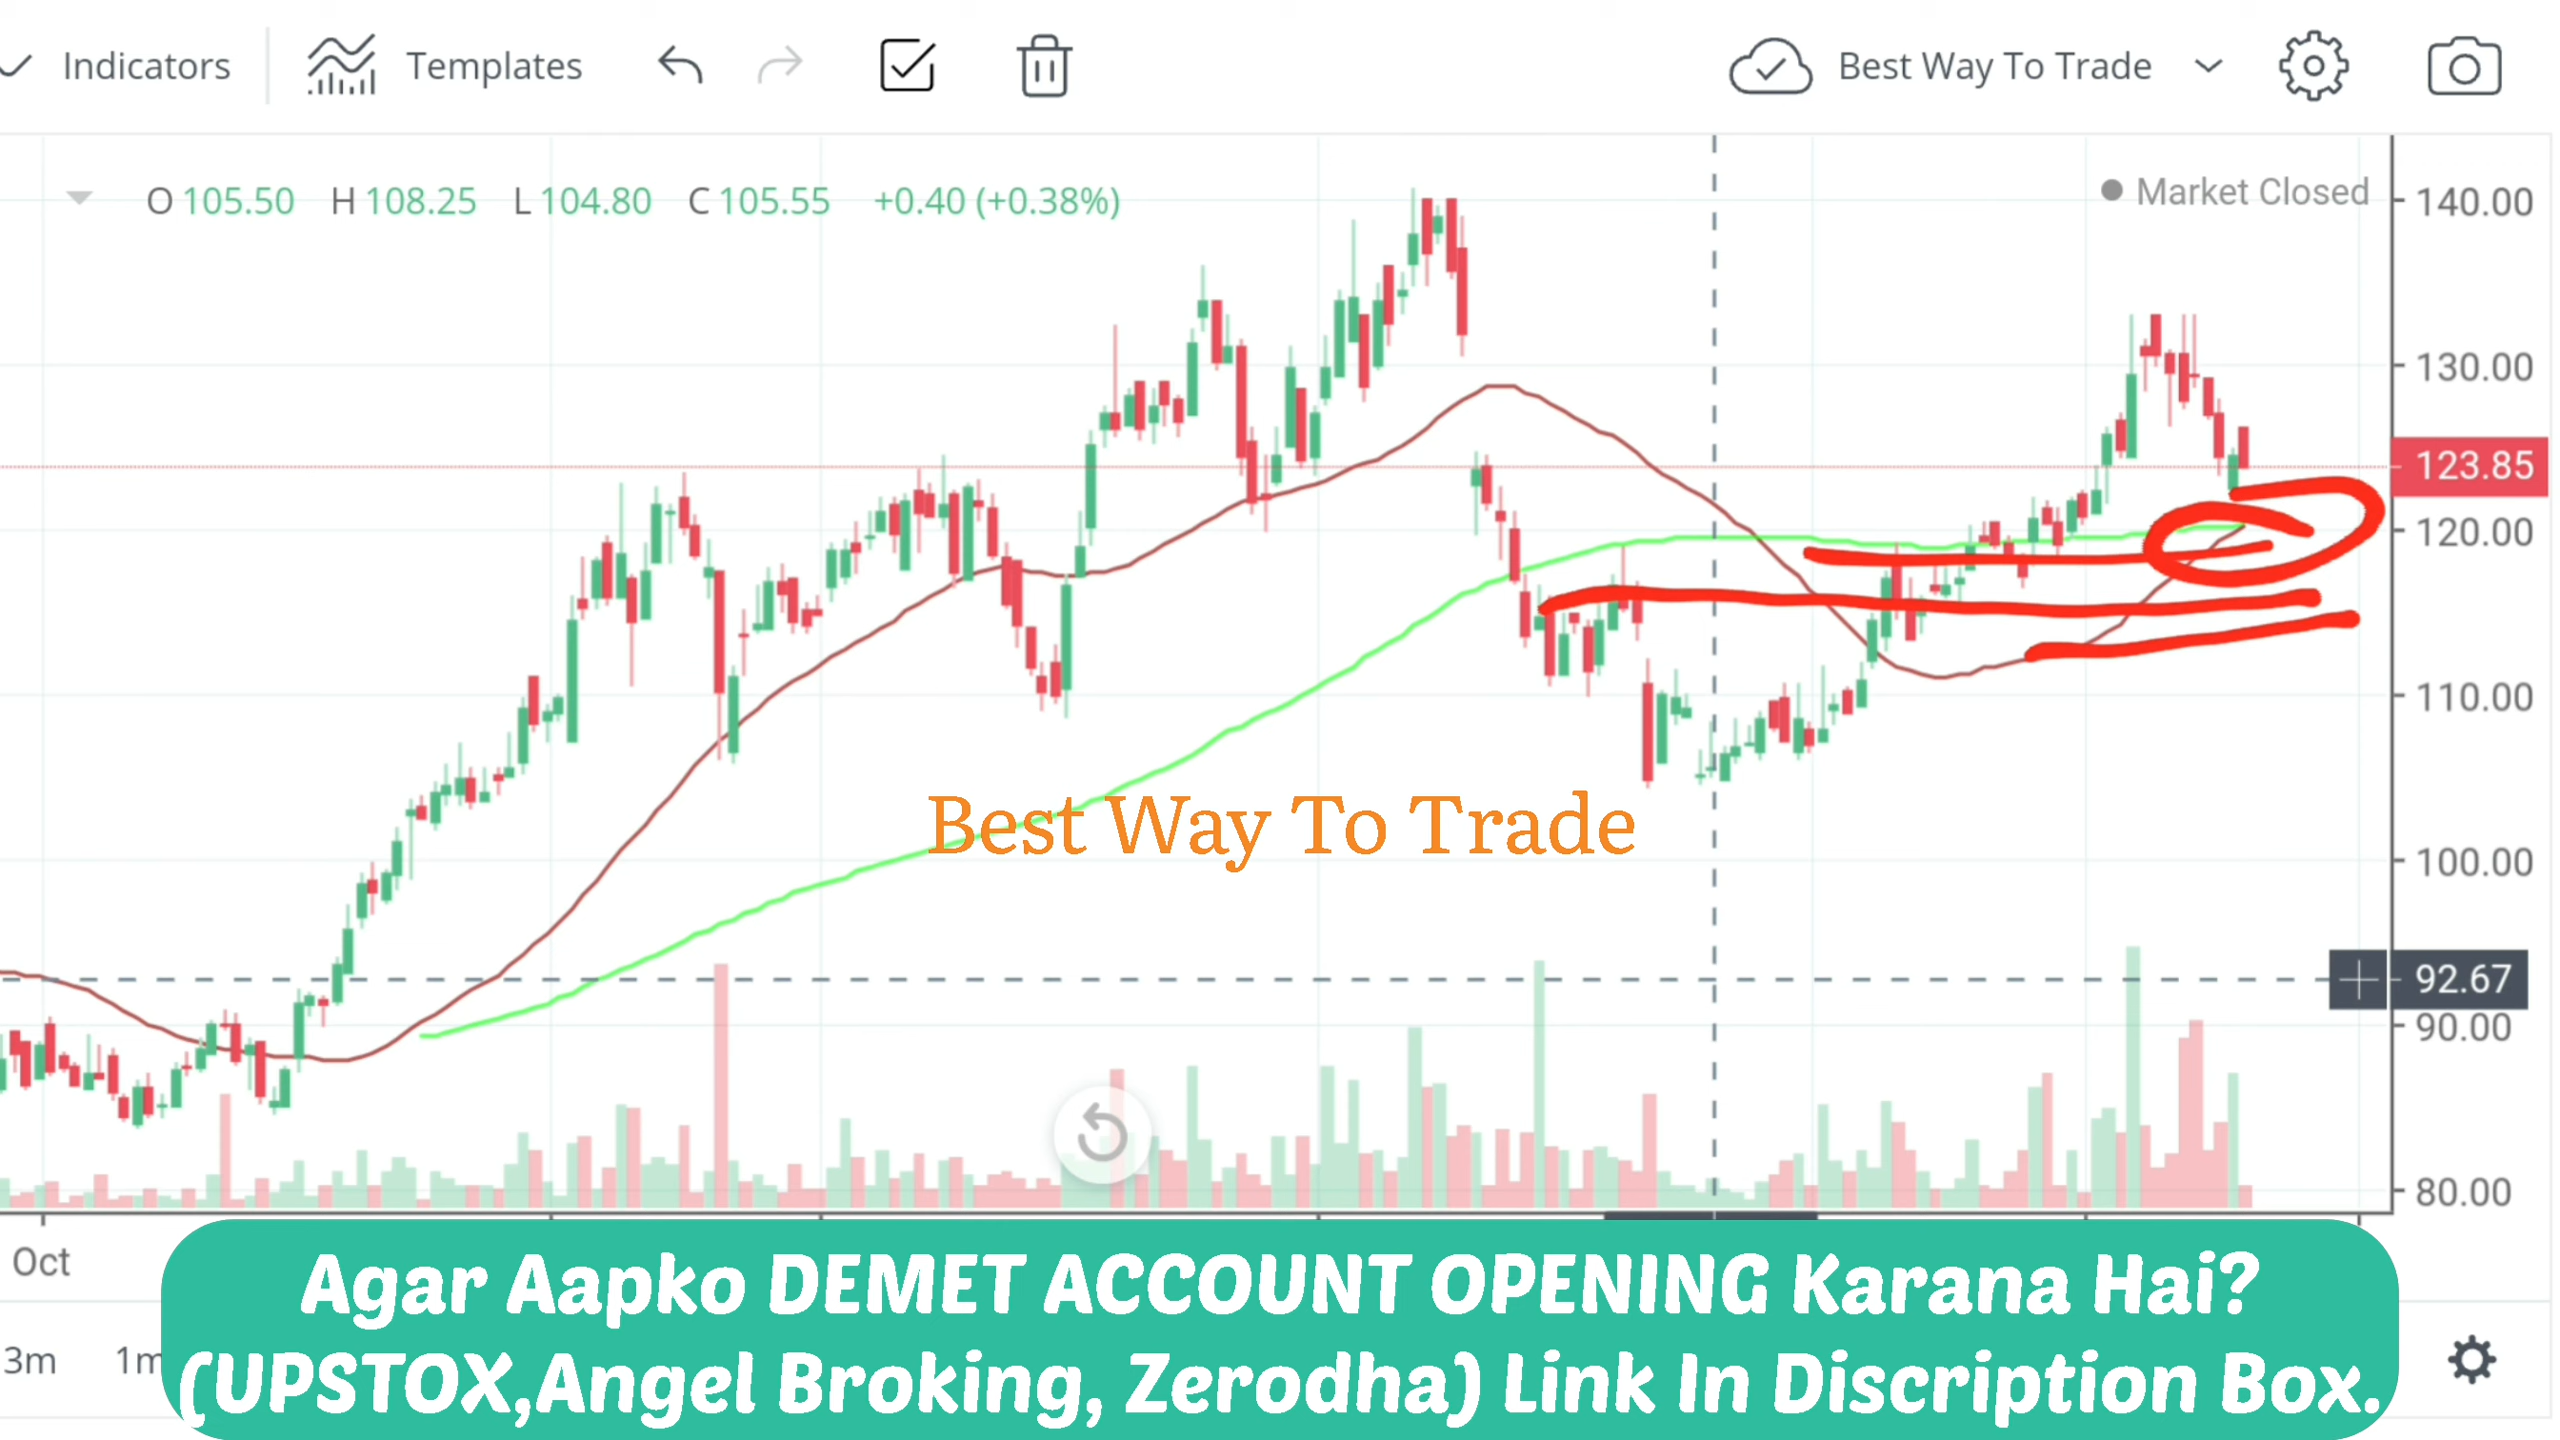 Indicators Templates Best Way To Trade
O 105.50 H 108.25 L 104.80 C 105.55 +0.40 (+0.38%) Market Closed
140.00
130.00
123.85
120.00
110.00
Best Way To Trade
100.00
92.67
90.00
80.00
Oct
Agar Aapko DEMET ACCOUNT OPENING Karana Hai?
3m 1m
(UPSTOX,Angel Broking, Zerodha) Link In Discription Box.